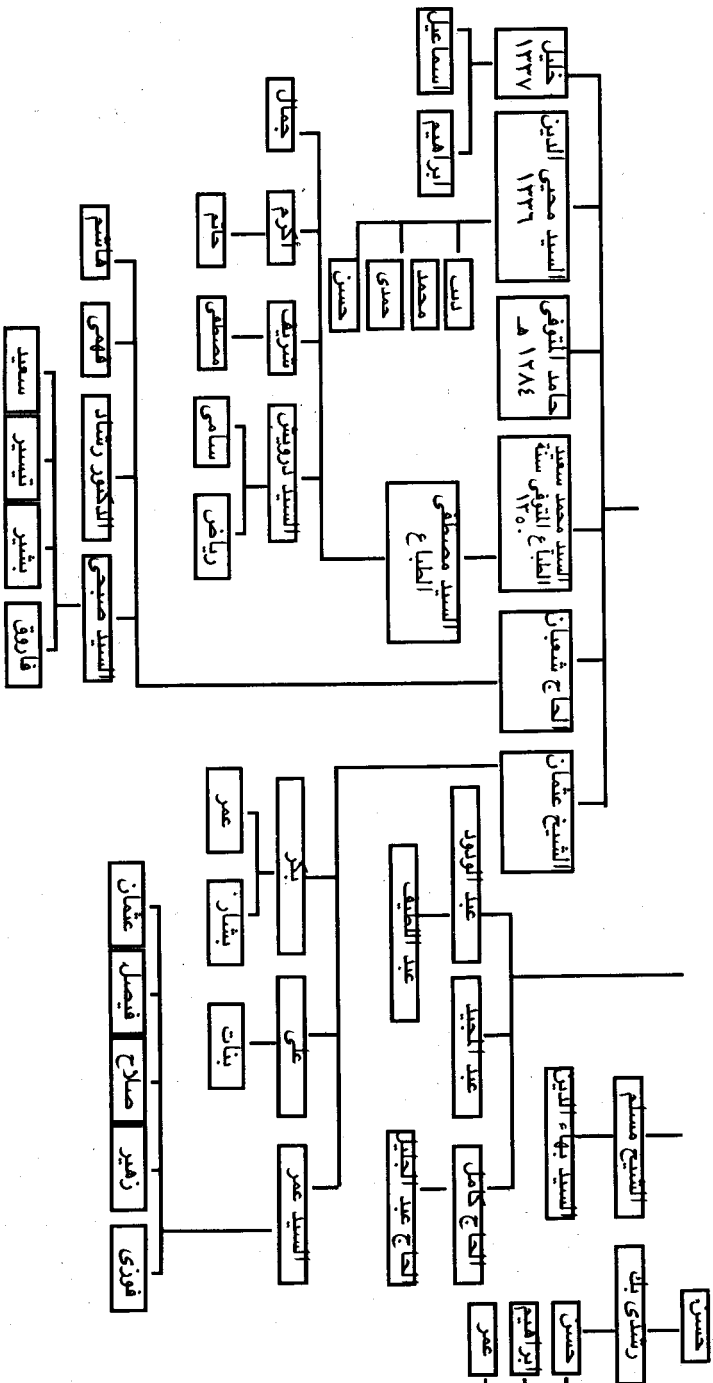 حسن
رشدى بك
حسن
ابراهيم
عمر
الشيخ مسلم
السيد بهاء الدين
الحاج كامل
عبد المجيد
عبد الودود
الحاج عبد الجليل
عبد اللطيف
الشيخ عثمان
الحاج شعبان
السيد محمد سعيد
الطباع المتوفى سنة
١٣٥٠
حامد المتوفى
١٢٨٤ هـ
السيد محيى الدين
١٣٣٦
خليل
١٣٣٧
السيد مصطفى
الطباع
ديب
محمد
حمدى
حسن
ابراهيم
اسماعيل
السيد عمر
على
بكر
السيد درويش
شريف
أكرم
جمال
بنات
بشار
عمر
رياض
سامى
مصطفى
حاتم
فوزى
زهير
صلاح
فيصل
عثمان
السيد صبحى
الدكتور رشاد
فهمى
هاشم
فاروق
بشير
تيسير
سعيد